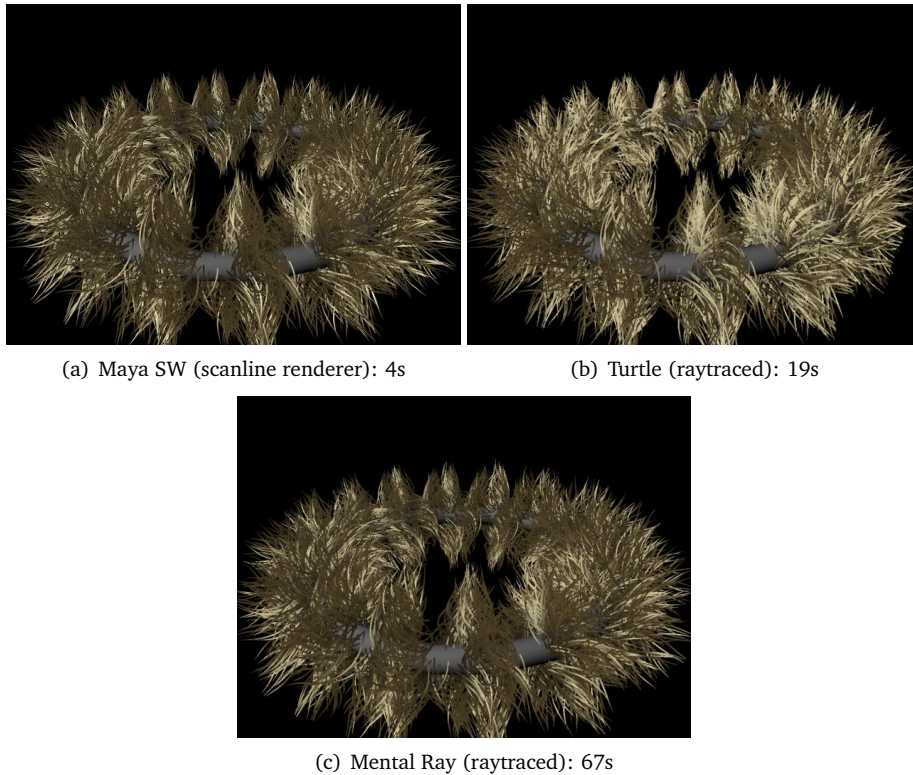 (a) Maya SW (scanline renderer): 4s
(b) Turtle (raytraced): 19s
(c) Mental Ray (raytraced): 67s